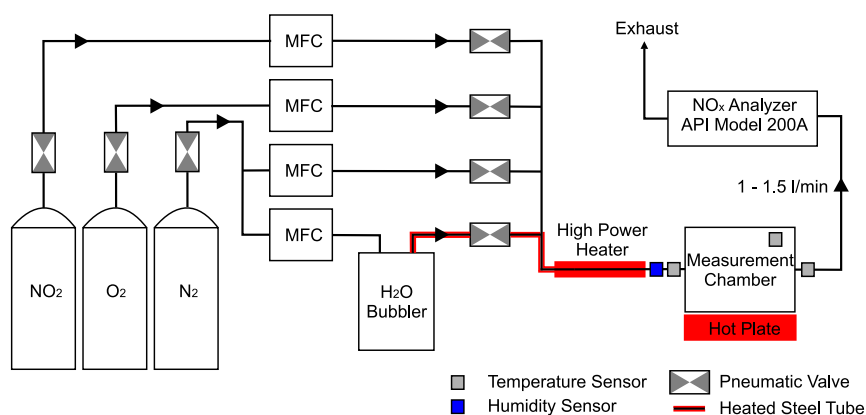 MFC
Exhaust
MFC
NOx Analyzer
API Model 200A
MFC
1 - 1.5 l/min
MFC
High Power
Heater
Measurement
Chamber
NO2
O2
N2
H2O
Bubbler
Hot Plate
Temperature Sensor
Pneumatic Valve
Humidity Sensor
Heated Steel Tube